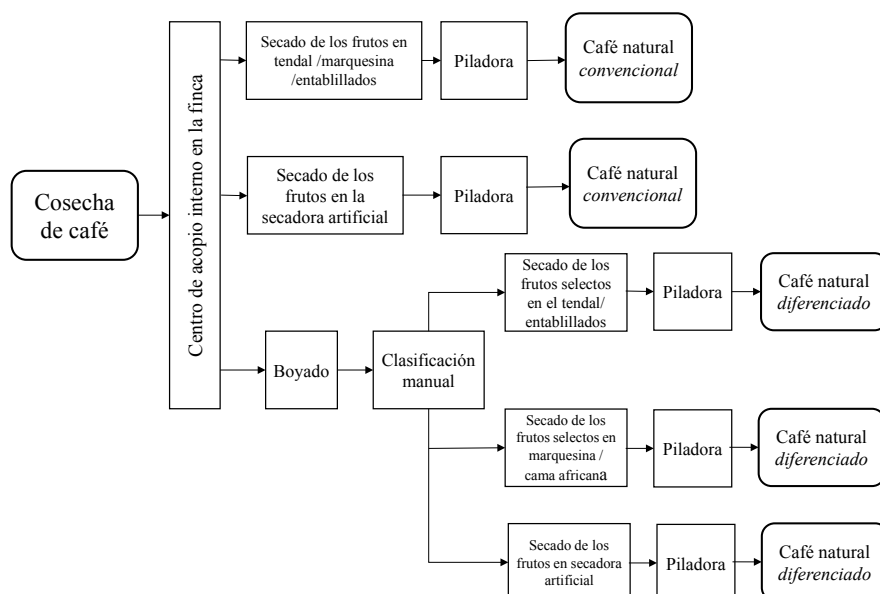 Cosecha
de café
Centro de acopio interno en la finca
Secado de los frutos en
tendal /marquesina
/entablillados
Piladora
Café natural
convencional
Secado de los
frutos en la
secadora artificial
Piladora
Café natural
convencional
Boyado
Clasificación
manual
Secado de los
frutos selectos
en el tendal/
entablillados
Piladora
Café natural
diferenciado
Secado de los
frutos selectos en
marquesina /
cama africana
Piladora
Café natural
diferenciado
Secado de los
frutos en secadora
artificial
Piladora
Café natural
diferenciado